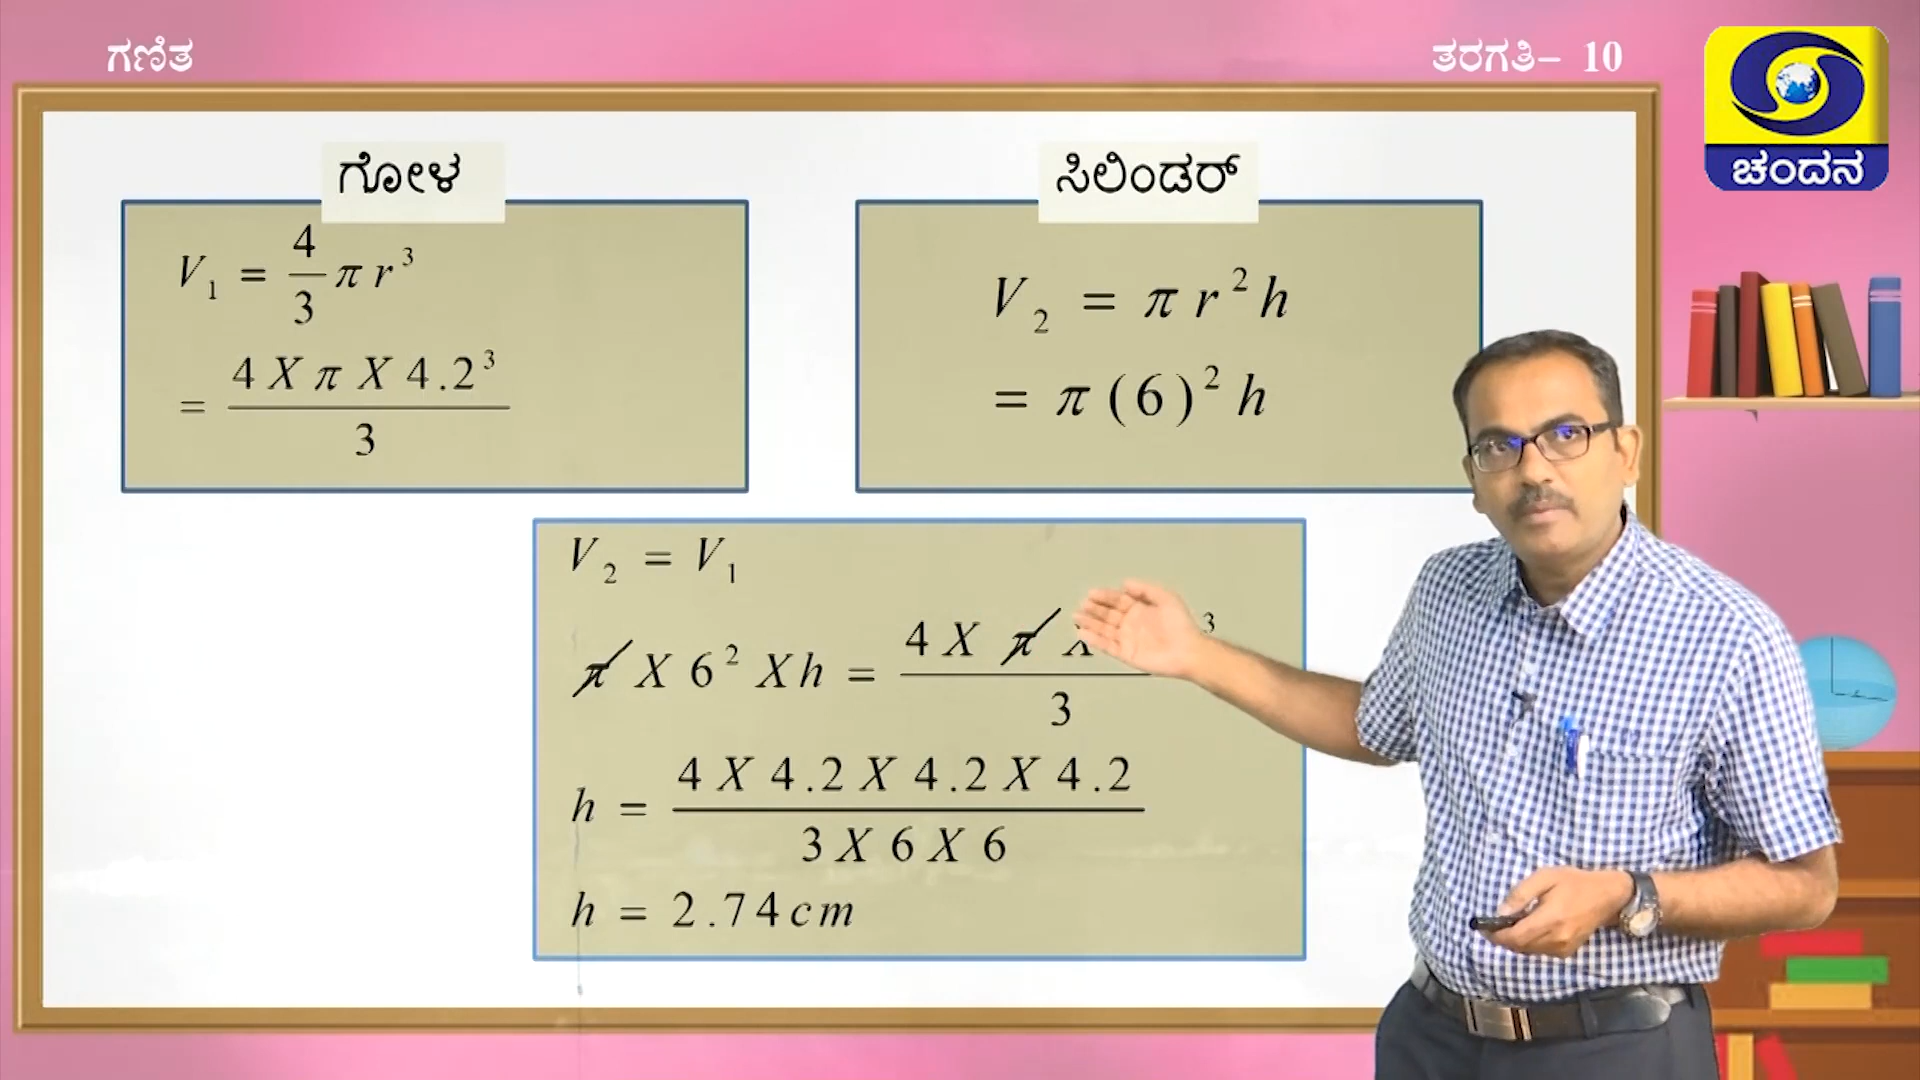 ಗಣಿತ
ತರಗತಿ– 10
ಚಂದನ
ಗೋಳ
V₁ = 4/3 π r³
= 4 X π X 4.2³ / 3
ಸಿಲಿಂಡರ್
V₂ = π r² h
= π (6)² h
V₂ = V₁
π X 6² X h = 4 X π X ³ / 3
h = 4 X 4.2 X 4.2 X 4.2 / 3 X 6 X 6
h = 2.74 cm